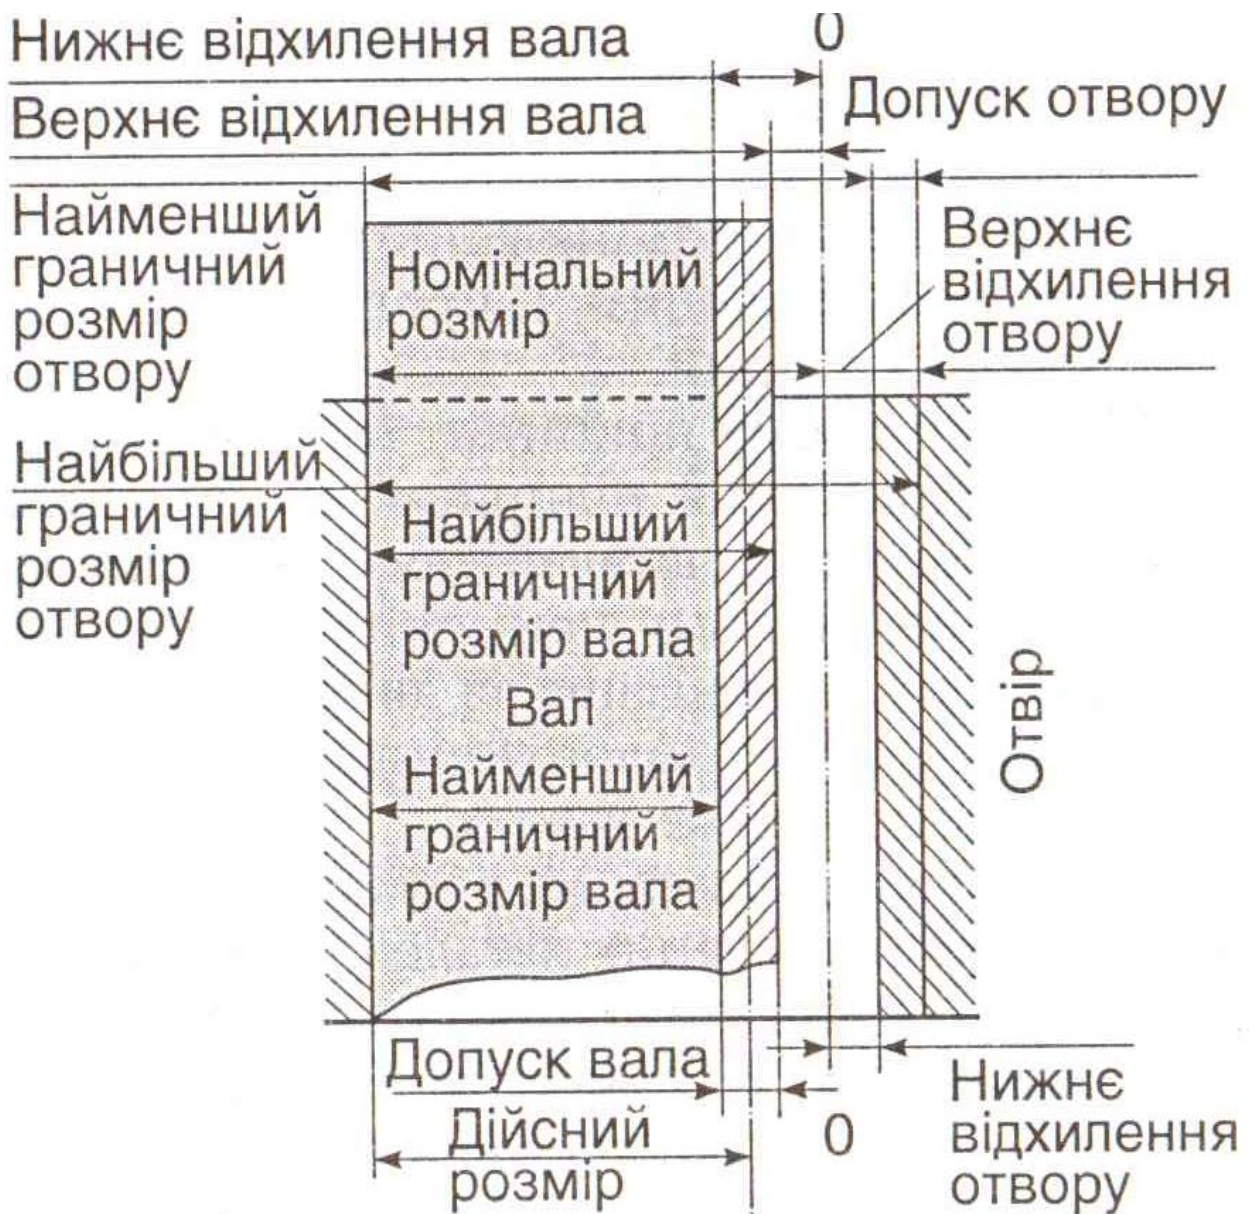 Нижнє відхилення вала
0
Верхнє відхилення вала
Допуск отвору
Найменший
граничний
розмір
отвору
Номінальний
розмір
Верхнє
відхилення
отвору
Найбільший
граничний
розмір
отвору
Найбільший
граничний
розмір вала
Вал
Отвір
Найменший
граничний
розмір вала
Допуск вала
0
Дійсний
розмір
Нижнє
відхилення
отвору